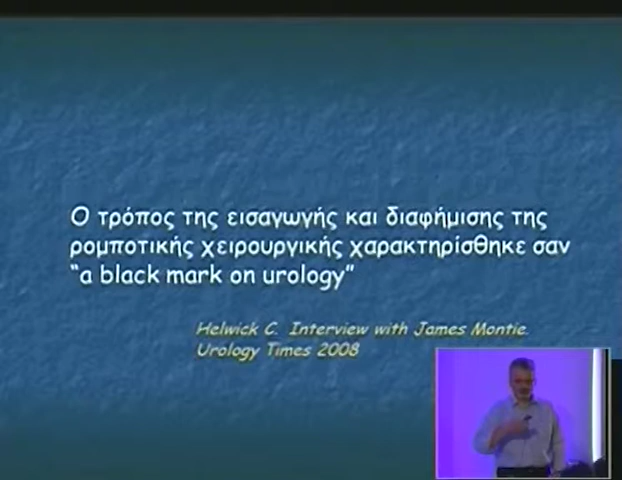 Ο τρόπος της εισαγωγής και διαφήμισης της
ρομποτικής χειρουργικής χαρακτηρίσθηκε σαν
“a black mark on urology”
Helwick C. Interview with James Montie.
Urology Times 2008